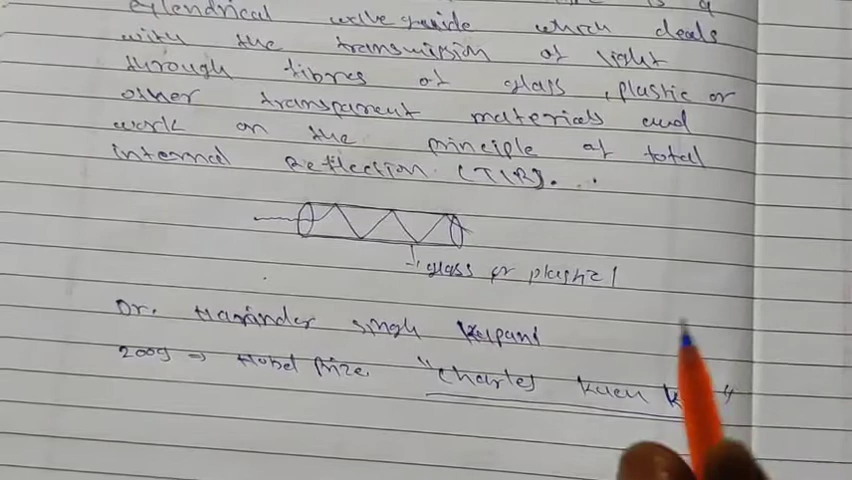 cylendrical wave guide which deals
with the transmission of light
through fibres of glass, plastic or
other transparent materials and
work on the principle of total
internal Reflection. (TIR).
glass or plastic
Dr. Harinder singh Kapani
2009 → Nobel Prize "Charles Kuen K